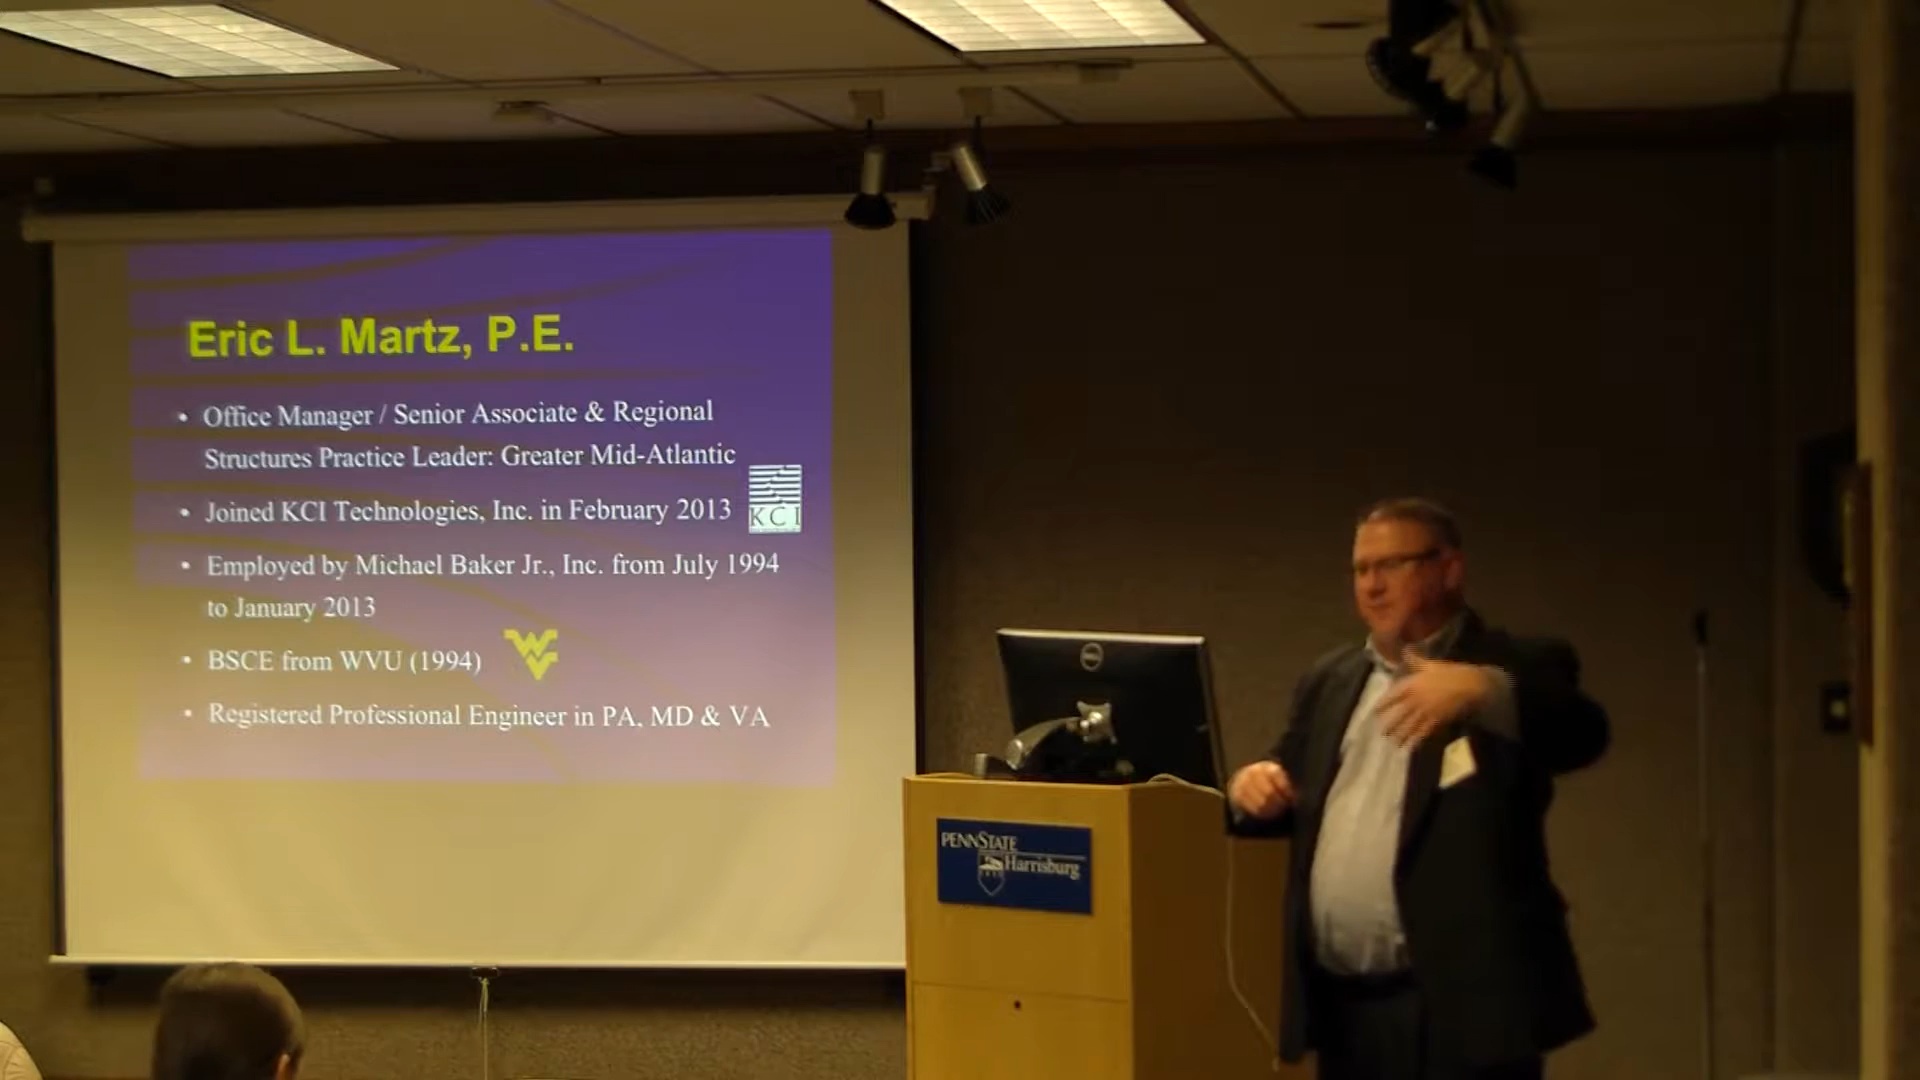 Eric L. Martz, P.E.
• Office Manager / Senior Associate & Regional
Structures Practice Leader: Greater Mid-Atlantic
• Joined KCI Technologies, Inc. in February 2013
KCI
• Employed by Michael Baker Jr., Inc. from July 1994
to January 2013
• BSCE from WVU (1994)
WV
• Registered Professional Engineer in PA, MD & VA
DELL
PENNSTATE
Harrisburg